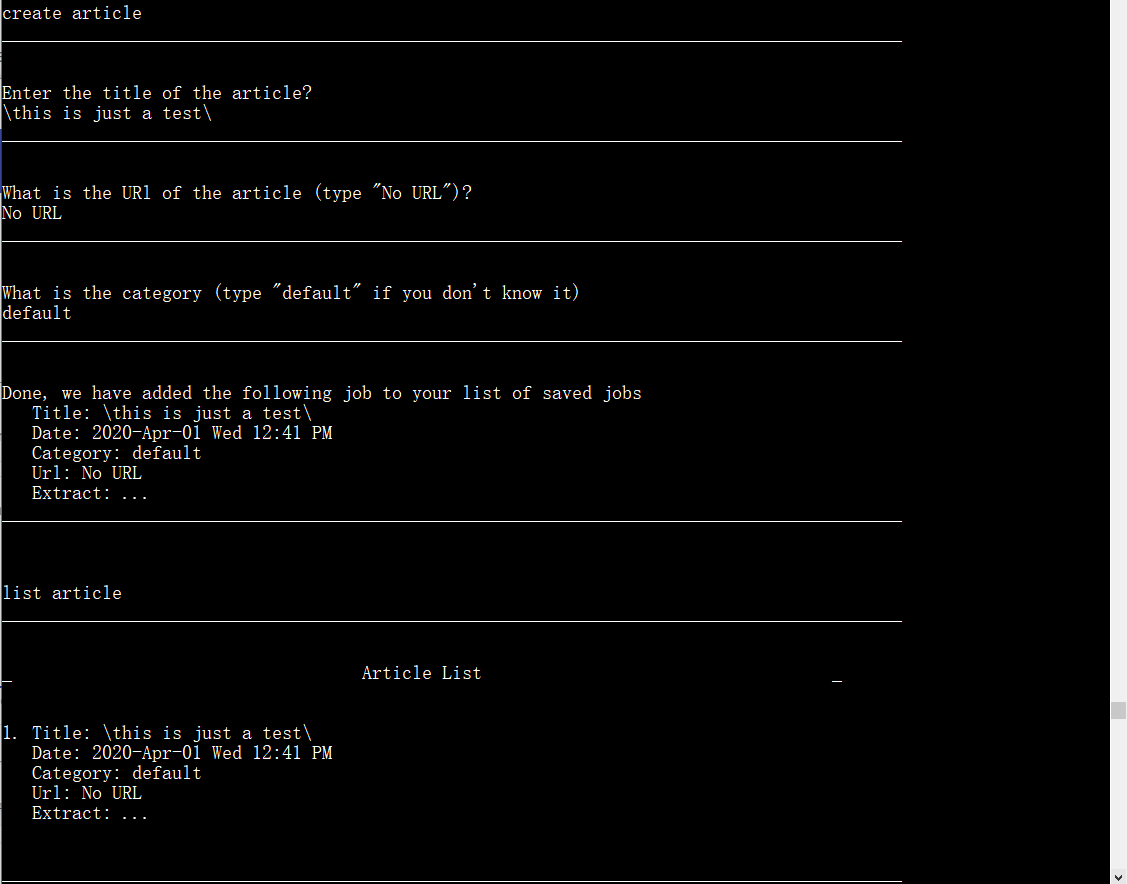 create article
Enter the title of the article?
\this is just a test\
What is the URl of the article (type "No URL")?
No URL
What is the category (type "default" if you don't know it)
default
Done, we have added the following job to your list of saved jobs
Title: \this is just a test\
Date: 2020-Apr-01 Wed 12:41 PM
Category: default
Url: No URL
Extract: ...
list article
_ Article List _
1. Title: \this is just a test\
Date: 2020-Apr-01 Wed 12:41 PM
Category: default
Url: No URL
Extract: ...